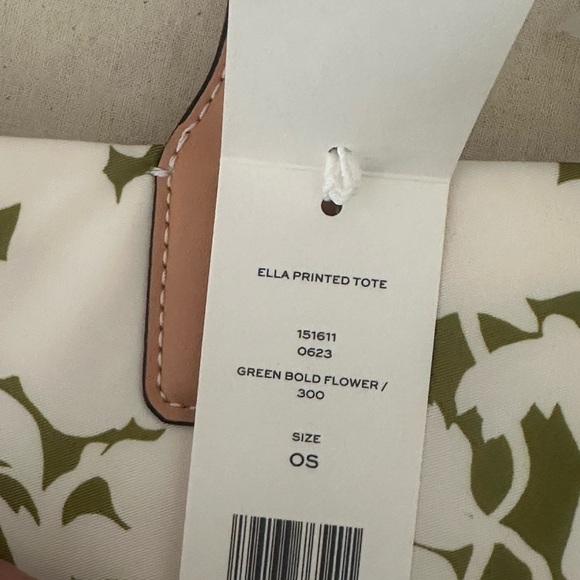 ELLA PRINTED TOTE
151611
0623
GREEN BOLD FLOWER /
300
SIZE
OS